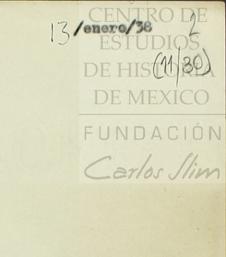 CENTRO DE
13/enero/38 2
ESTUDIOS
DE HISTORIA
(11/30)
DE MEXICO
FUNDACIÓN
Carlos Slim